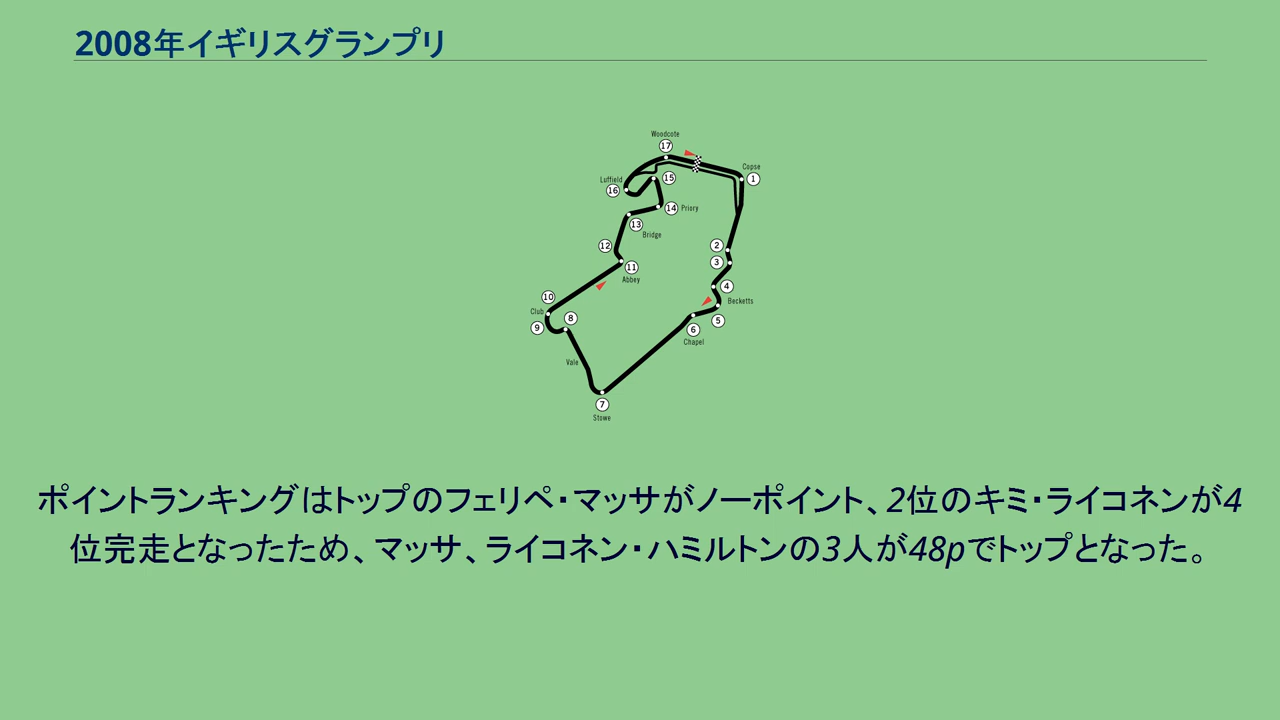 2008年イギリスグランプリ
Woodcote
17
Copse
1
Luffield
16
15
14
Priory
13
Bridge
12
2
3
11
Abbey
4
Becketts
10
Club
9
8
5
6
Chapel
Vale
7
Stowe
ポイントランキングはトップのフェリペ・マッサがノーポイント、2位のキミ・ライコネンが4
位完走となったため、マッサ、ライコネン・ハミルトンの3人が48pでトップとなった。